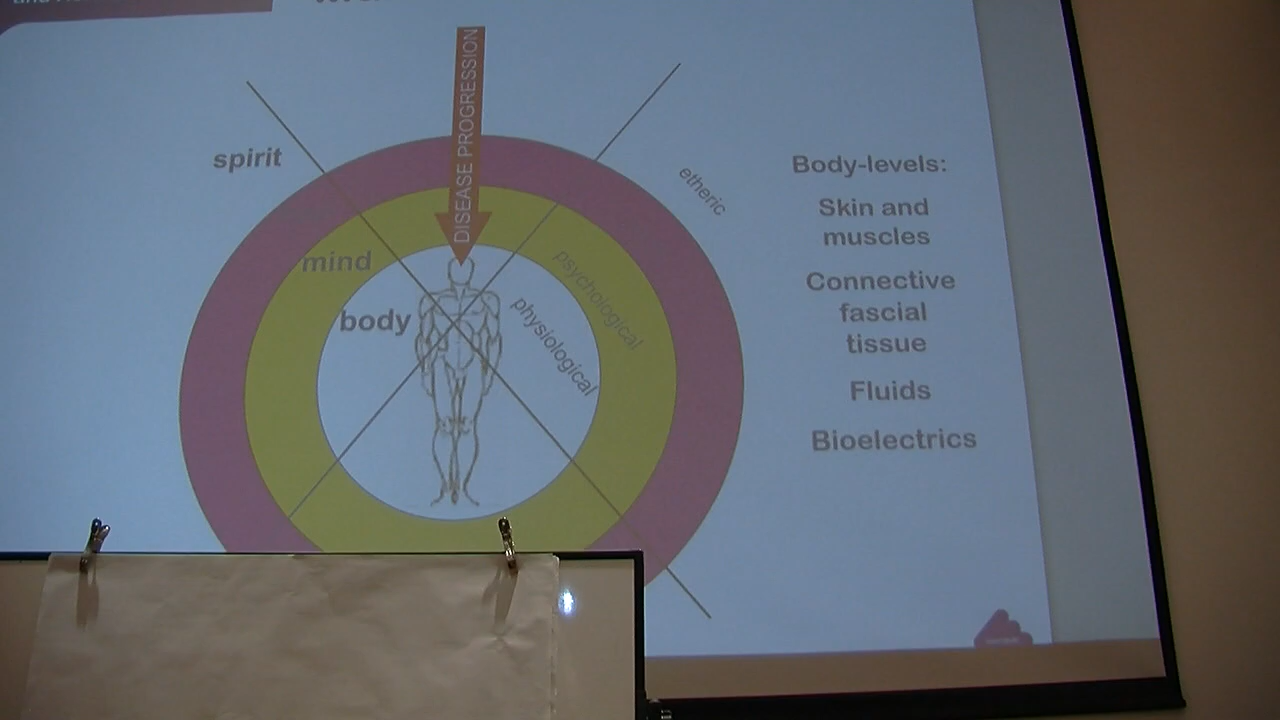 DISEASE PROGRESSION
spirit
mind
body
etheric
psychological
physiological
Body-levels:
Skin and
muscles
Connective
fascial
tissue
Fluids
Bioelectrics